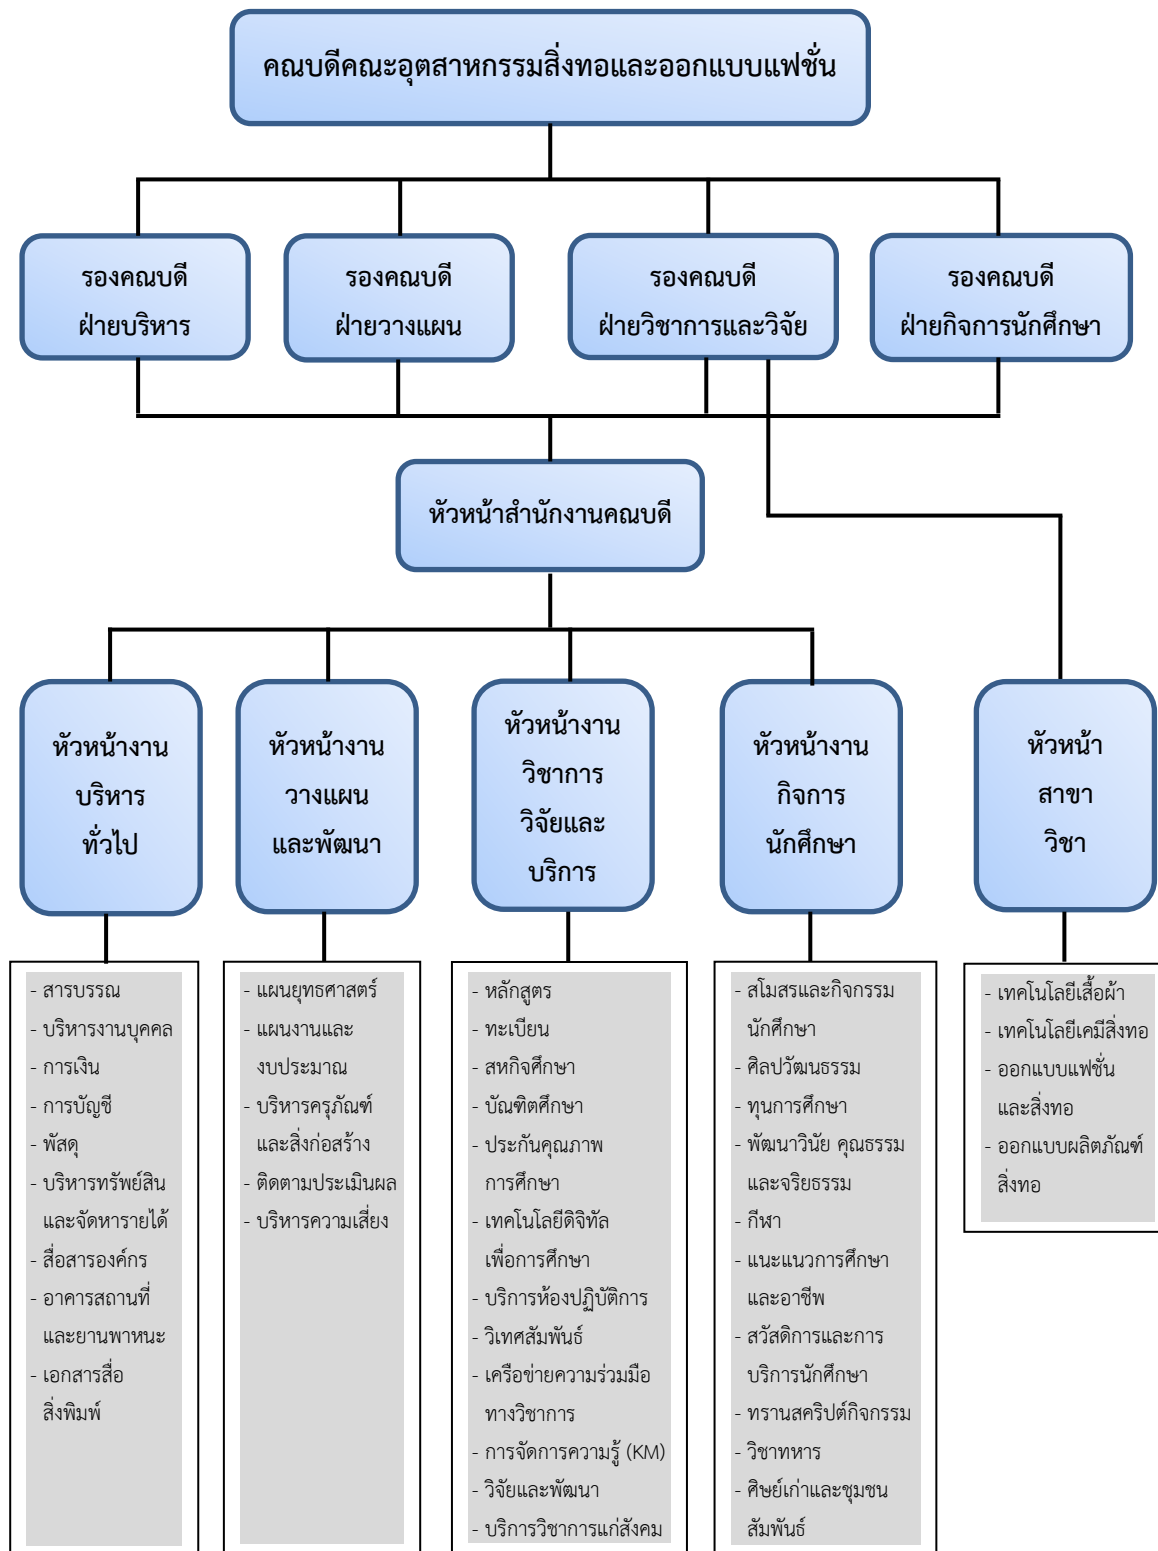 คณบดีคณะอุตสาหกรรมสิ่งทอและออกแบบแฟชั่น
รองคณบดี
ฝ่ายบริหาร
รองคณบดี
ฝ่ายวางแผน
รองคณบดี
ฝ่ายวิชาการและวิจัย
รองคณบดี
ฝ่ายกิจการนักศึกษา
หัวหน้าสำนักงานคณบดี
หัวหน้างาน
บริหาร
ทั่วไป
หัวหน้างาน
วางแผน
และพัฒนา
หัวหน้างาน
วิชาการ
วิจัยและ
บริการ
หัวหน้างาน
กิจการ
นักศึกษา
หัวหน้า
สาขา
วิชา
- สารบรรณ
- บริหารงานบุคคล
- การเงิน
- การบัญชี
- พัสดุ
- บริหารทรัพย์สิน
และจัดหารายได้
- สื่อสารองค์กร
- อาคารสถานที่
และยานพาหนะ
- เอกสารสื่อ
สิ่งพิมพ์
- แผนยุทธศาสตร์
- แผนงานและ
งบประมาณ
- บริหารครุภัณฑ์
และสิ่งก่อสร้าง
- ติดตามประเมินผล
- บริหารความเสี่ยง
- หลักสูตร
- ทะเบียน
- สหกิจศึกษา
- บัณฑิตศึกษา
- ประกันคุณภาพ
การศึกษา
- เทคโนโลยีดิจิทัล
เพื่อการศึกษา
- บริการห้องปฏิบัติการ
- วิเทศสัมพันธ์
- เครือข่ายความร่วมมือ
ทางวิชาการ
- การจัดการความรู้ (KM)
- วิจัยและพัฒนา
- บริการวิชาการแก่สังคม
- สโมสรและกิจกรรม
นักศึกษา
- ศิลปวัฒนธรรม
- ทุนการศึกษา
- พัฒนาวินัย คุณธรรม
และจริยธรรม
- กีฬา
- แนะแนวการศึกษา
และอาชีพ
- สวัสดิการและการ
บริการนักศึกษา
- ทรานสคริปต์กิจกรรม
- วิชาทหาร
- ศิษย์เก่าและชุมชน
สัมพันธ์
- เทคโนโลยีเสื้อผ้า
- เทคโนโลยีเคมีสิ่งทอ
- ออกแบบแฟชั่น
และสิ่งทอ
- ออกแบบผลิตภัณฑ์
สิ่งทอ